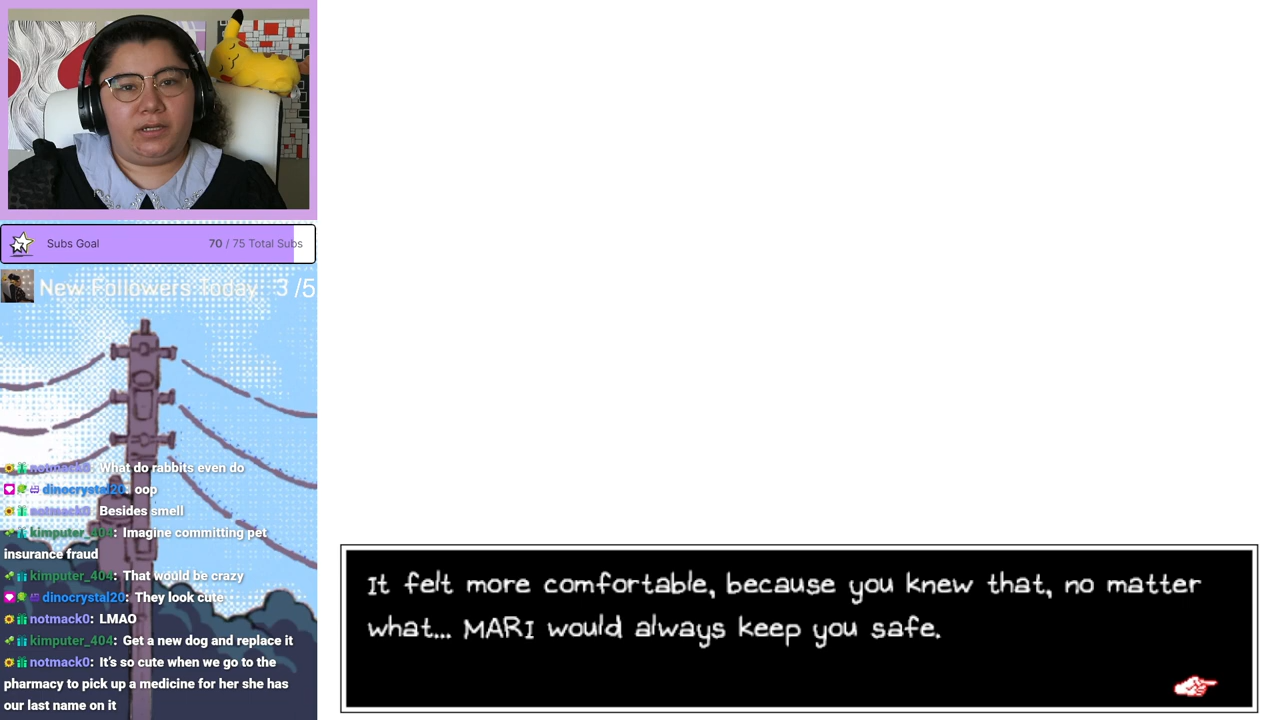 Subs Goal 70 / 75 Total Subs
New Followers Today 3 /5
notmack0: What do rabbits even do
dinocrystal20: oop
notmack0: Besides smell
kimputer_404: Imagine committing pet
insurance fraud
kimputer_404: That would be crazy
dinocrystal20: They look cute
notmack0: LMAO
kimputer_404: Get a new dog and replace it
notmack0: It's so cute when we go to the
pharmacy to pick up a medicine for her she has
our last name on it
It felt more comfortable, because you knew that, no matter
what... MARI would always keep you safe.